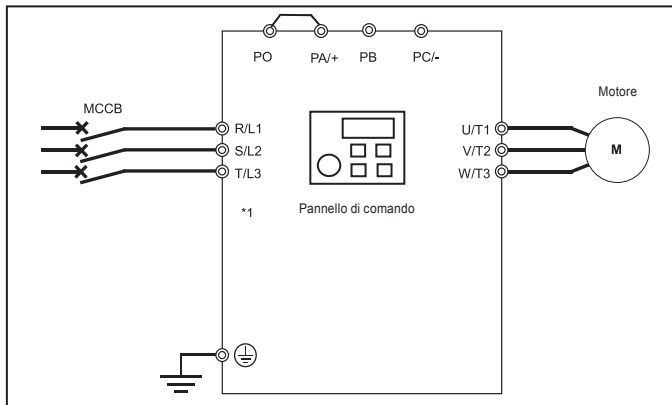 PO PA/+ PB PC/-
MCCB
Motore
R/L1
S/L2
T/L3
U/T1
V/T2
W/T3
M
*1
Pannello di comando